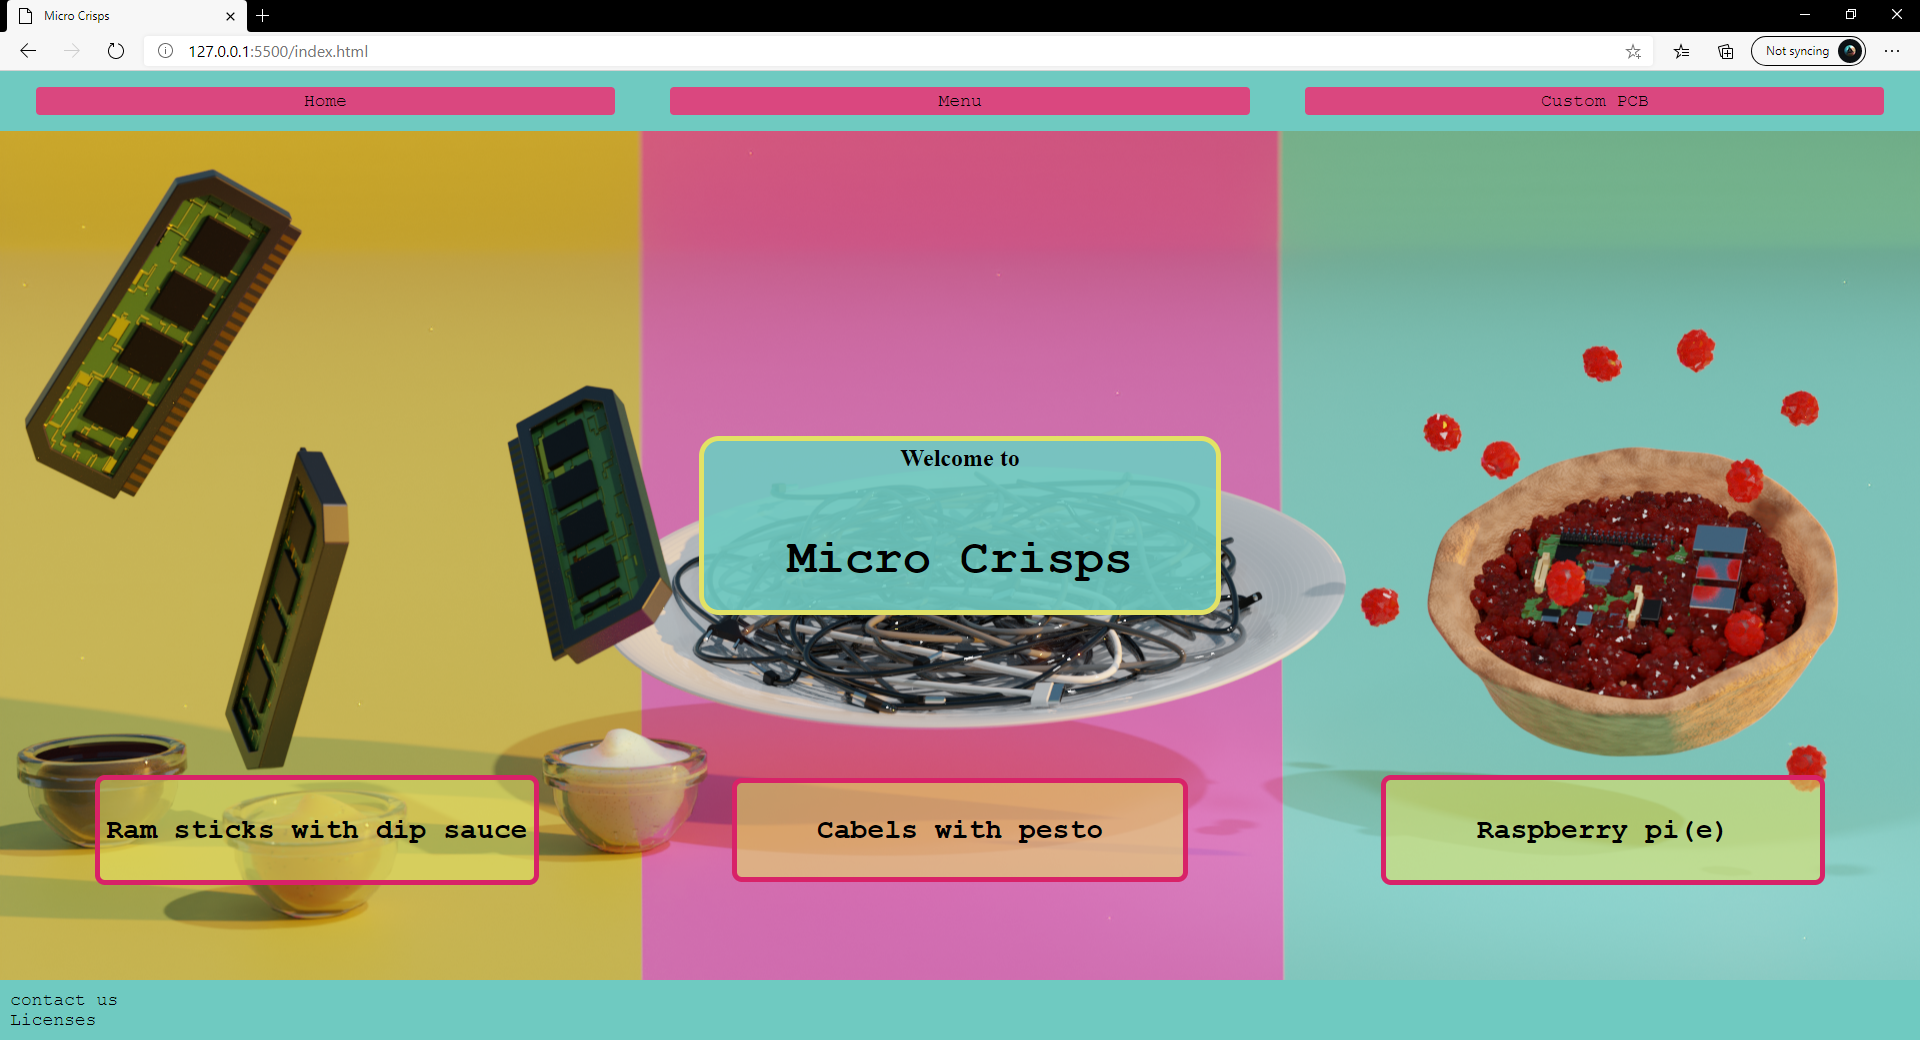 Micro Crisps
127.0.0.1:5500/index.html
Not syncing
Home
Menu
Custom PCB
Welcome to
Micro Crisps
Ram sticks with dip sauce
Cabels with pesto
Raspberry pi(e)
contact us
Licenses